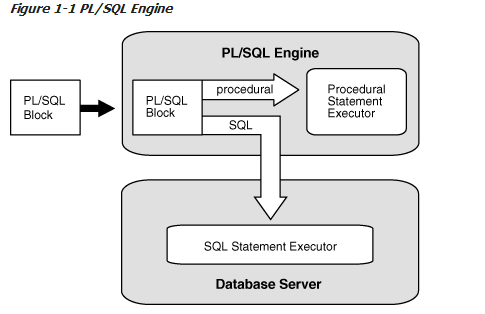 Figure 1-1 PL/SQL Engine
PL/SQL Engine
PL/SQL
Block
PL/SQL
Block
procedural
SQL
Procedural
Statement
Executor
SQL Statement Executor
Database Server